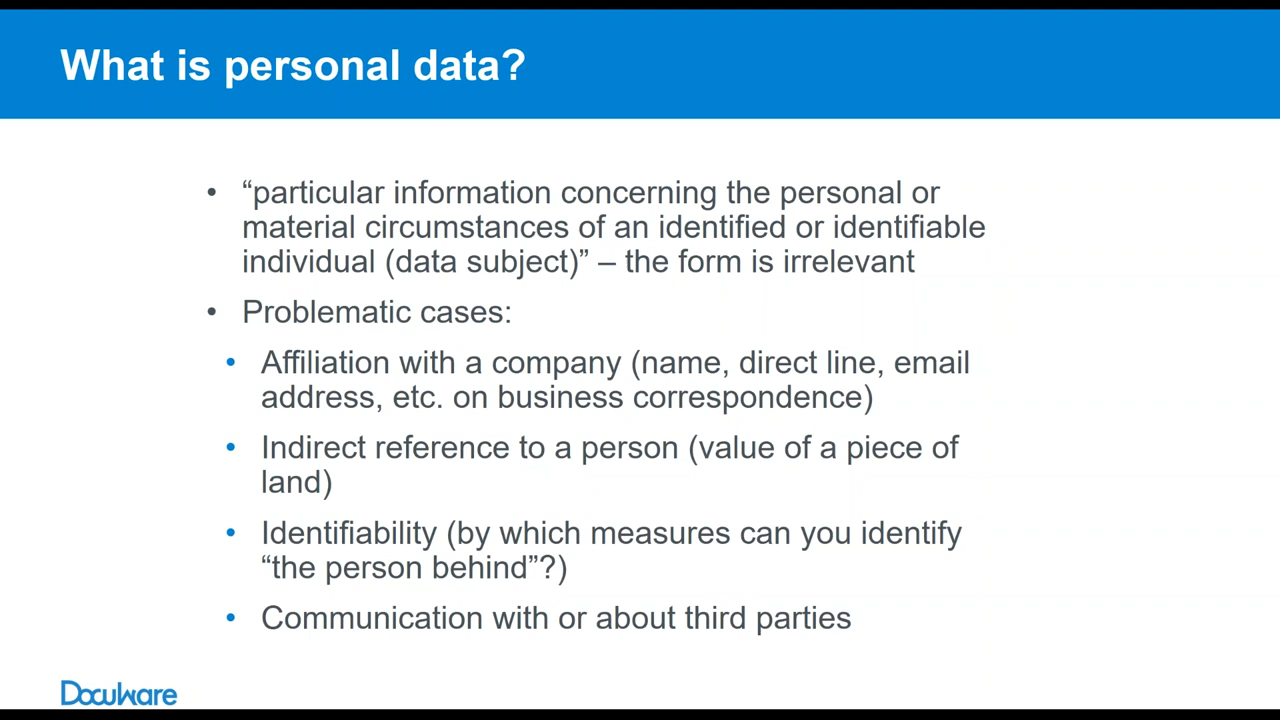 What is personal data?
• “particular information concerning the personal or
material circumstances of an identified or identifiable
individual (data subject)” – the form is irrelevant
• Problematic cases:
• Affiliation with a company (name, direct line, email
address, etc. on business correspondence)
• Indirect reference to a person (value of a piece of
land)
• Identifiability (by which measures can you identify
“the person behind”?)
• Communication with or about third parties
DocuWare